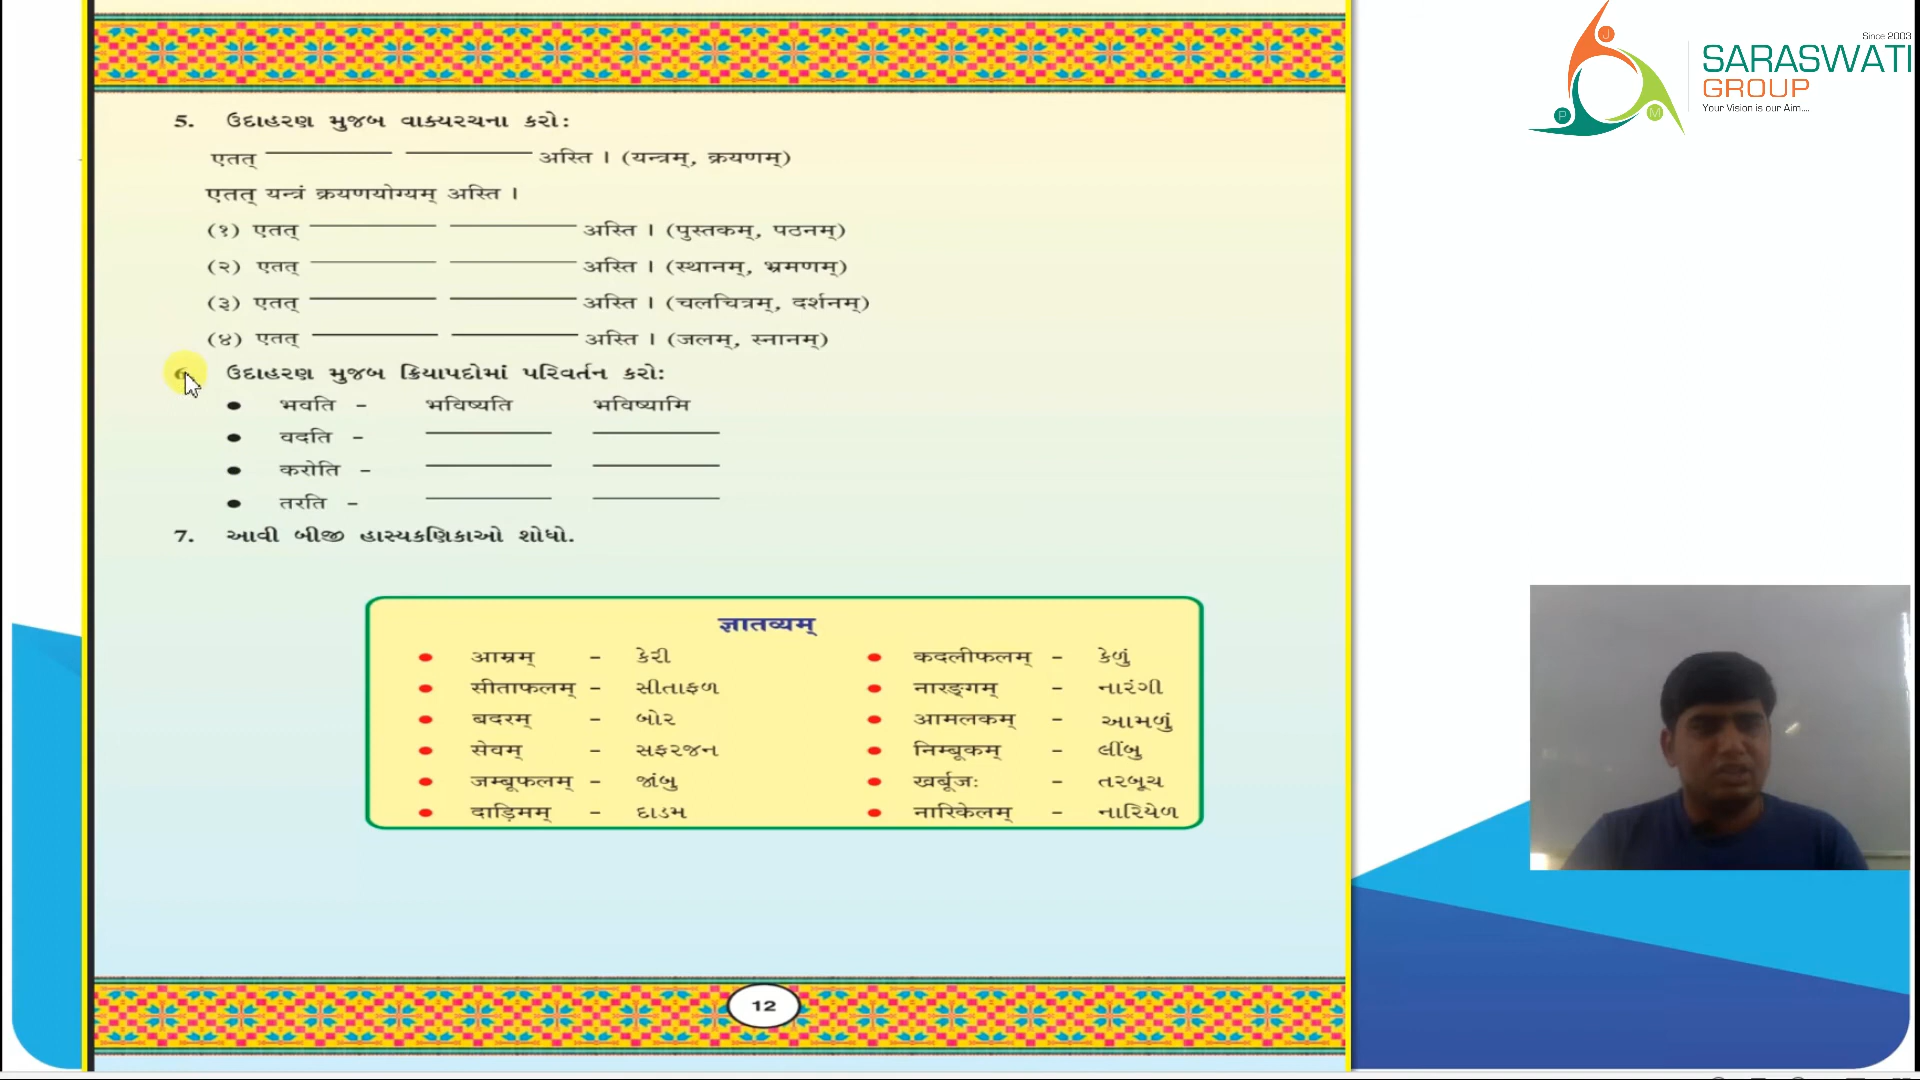 Since 2003
SARASWATI
GROUP
Your Vision is our Aim....
J
P
M
5. ઉદાહરણ મુજબ વાક્યરચના કરો:
एतत् ———— ———— अस्ति । (यन्त्रम्, क्रयणम्)
एतत् यन्त्रं क्रयणयोग्यम् अस्ति ।
(१) एतत् ———— ———— अस्ति । (पुस्तकम्, पठनम्)
(२) एतत् ———— ———— अस्ति । (स्थानम्, भ्रमणम्)
(३) एतत् ———— ———— अस्ति । (चलचित्रम्, दर्शनम्)
(४) एतत् ———— ———— अस्ति । (जलम्, स्नानम्)
6. ઉદાહરણ મુજબ ક્રિયાપદોમાં પરિવર્તન કરો:
● भवति – भविष्यति भविष्यामि
● वदति – ———— ————
● करोति – ———— ————
● तरति – ———— ————
7. આવી બીજી હાસ્યકણિકાઓ શોધો.
ज्ञातव्यम्
● आम्रम् – કેરી ● कदलीफलम् – કેળું
● सीताफलम् – સીતાફળ ● नारङ्गम् – નારંગી
● बदरम् – બોર ● आमलकम् – આમળું
● सेवम् – સફરજન ● निम्बूकम् – લીંબુ
● जम्बूफलम् – જાંબુ ● खर्बूजः – તરબૂચ
● दाड़िमम् – દાડમ ● नारिकेलम् – નારિયેળ
12